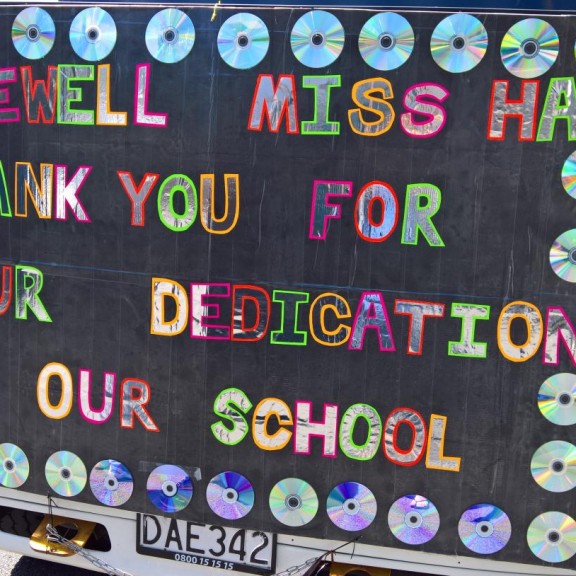 EWELL MISS HA
ANK YOU FOR
UR DEDICATION
OUR SCHOOL
DAE342
0800 15 15 15